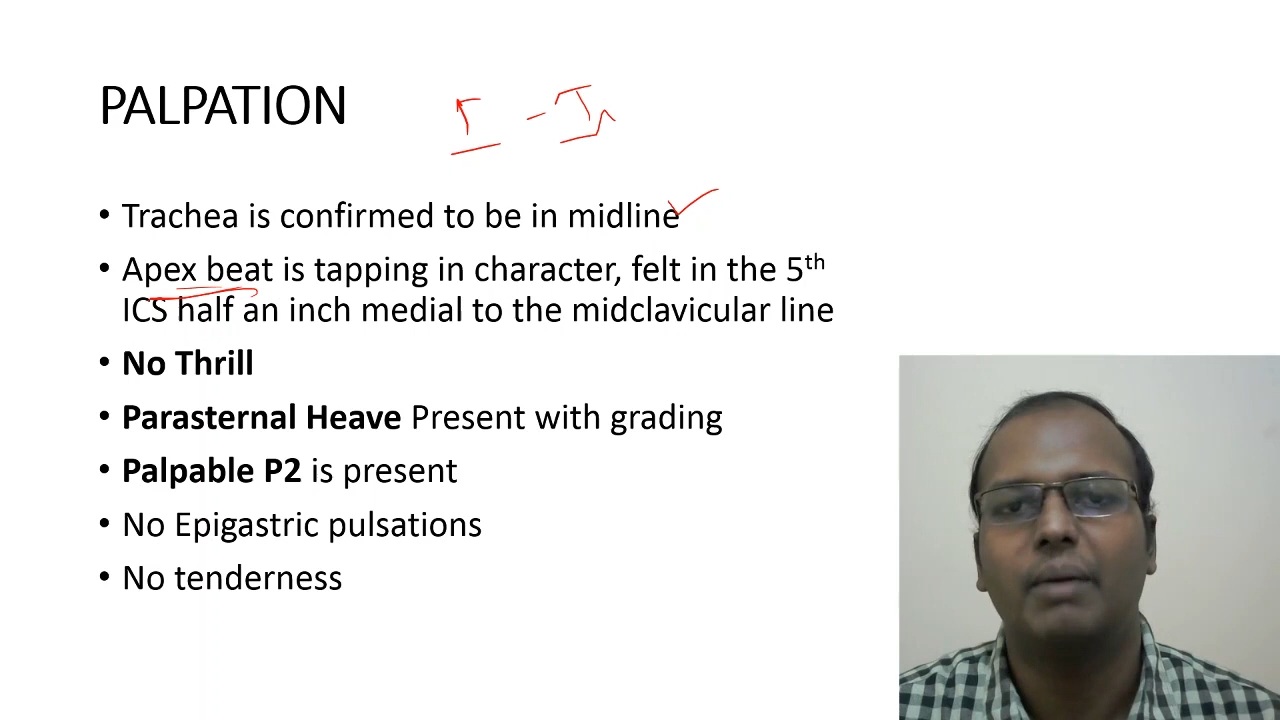 PALPATION
• Trachea is confirmed to be in midline
• Apex beat is tapping in character, felt in the 5th
ICS half an inch medial to the midclavicular line
• No Thrill
• Parasternal Heave Present with grading
• Palpable P2 is present
• No Epigastric pulsations
• No tenderness